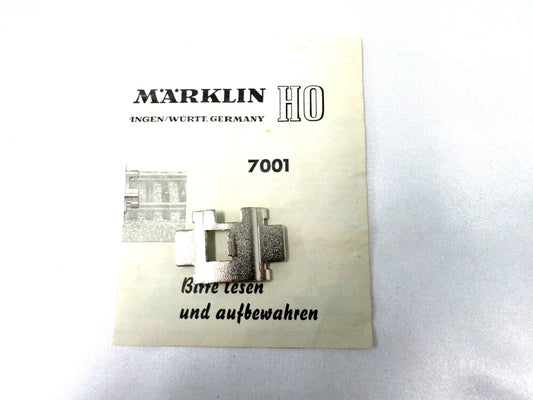 MÄRKLIN HO
INGEN/WÜRTT. GERMANY
7001
Bitte lesen
und aufbewahren